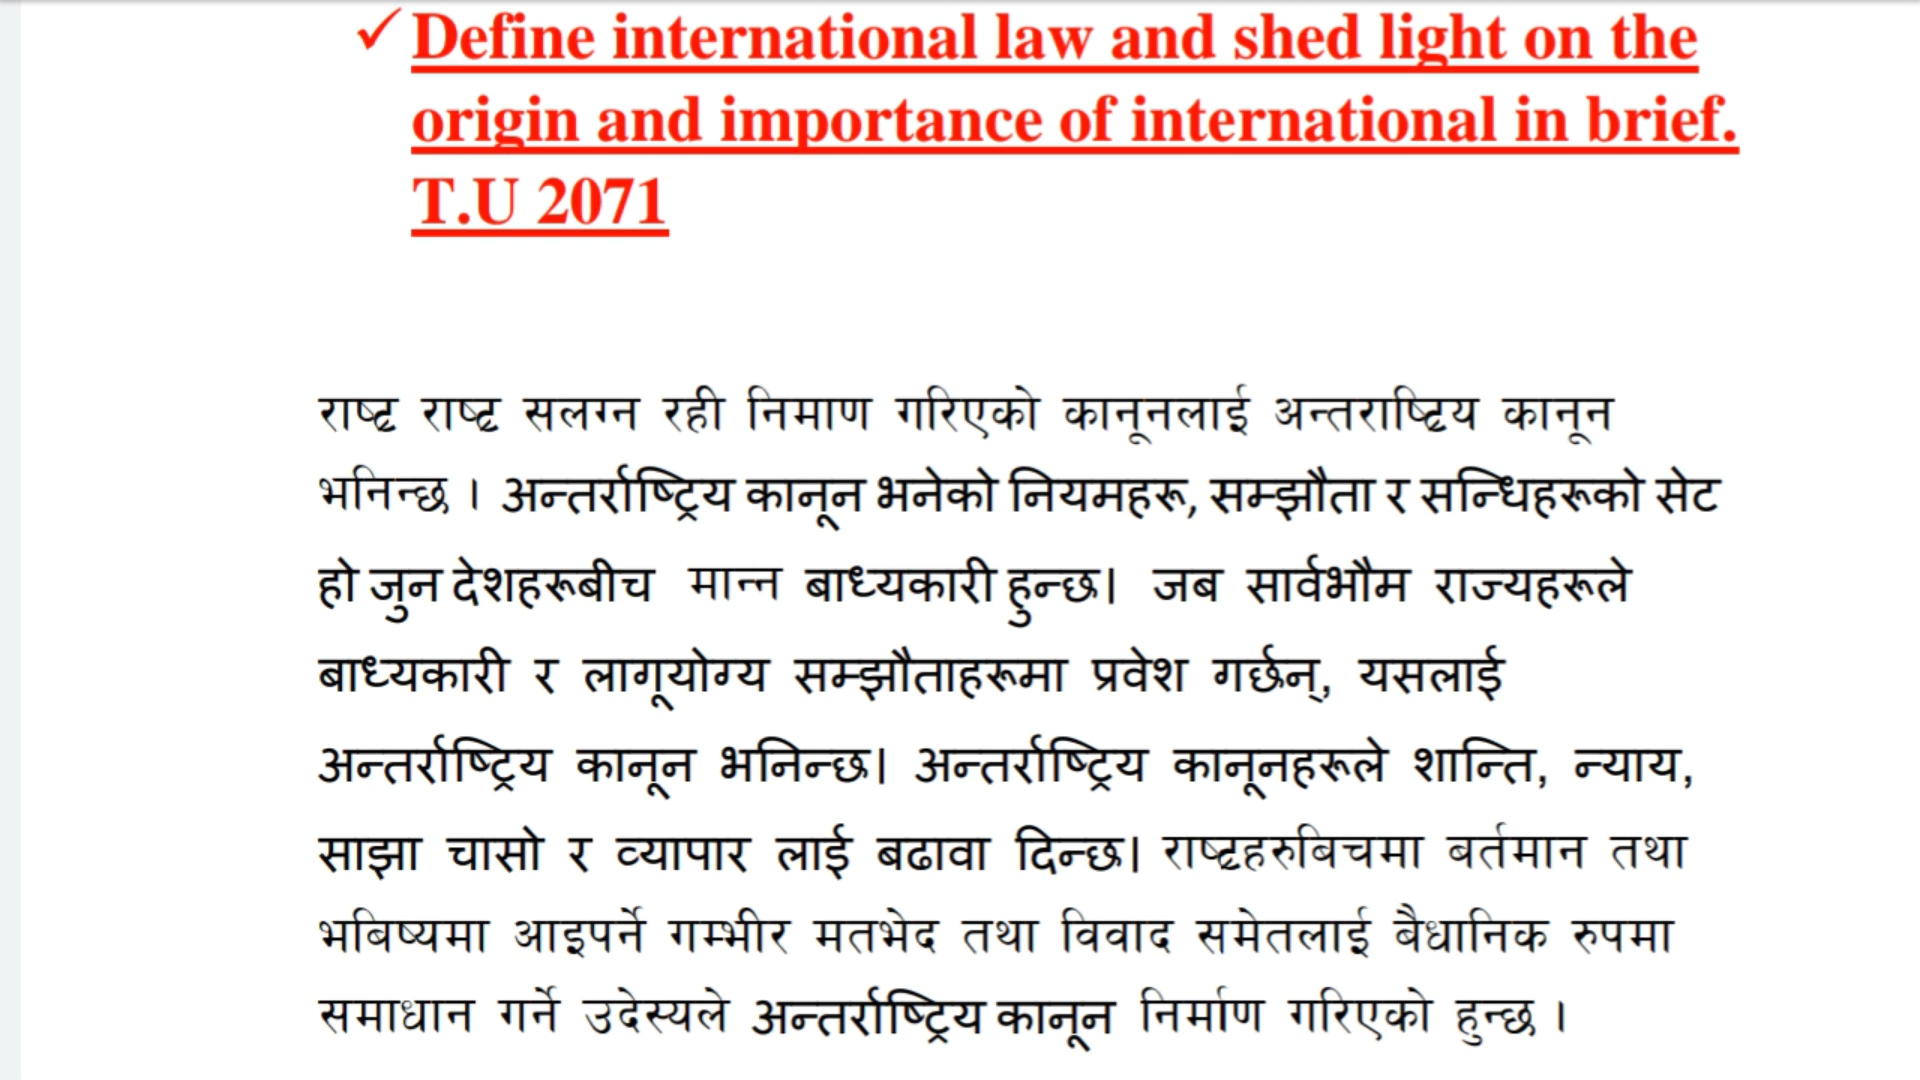 ✓ Define international law and shed light on the
origin and importance of international in brief.
T.U 2071
राष्ट्र राष्ट्र सलग्न रही निमाण गरिएको कानूनलाई अन्तराष्ट्रिय कानून
भनिन्छ । अन्तर्राष्ट्रिय कानून भनेको नियमहरू, सम्झौता र सन्धिहरूको सेट
हो जुन देशहरूबीच मान्न बाध्यकारी हुन्छ। जब सार्वभौम राज्यहरूले
बाध्यकारी र लागूयोग्य सम्झौताहरूमा प्रवेश गर्छन्, यसलाई
अन्तर्राष्ट्रिय कानून भनिन्छ। अन्तर्राष्ट्रिय कानूनहरूले शान्ति, न्याय,
साझा चासो र व्यापार लाई बढावा दिन्छ। राष्ट्रहरुबिचमा बर्तमान तथा
भबिष्यमा आइपर्ने गम्भीर मतभेद तथा विवाद समेतलाई बैधानिक रुपमा
समाधान गर्ने उदेस्यले अन्तर्राष्ट्रिय कानून निर्माण गरिएको हुन्छ ।